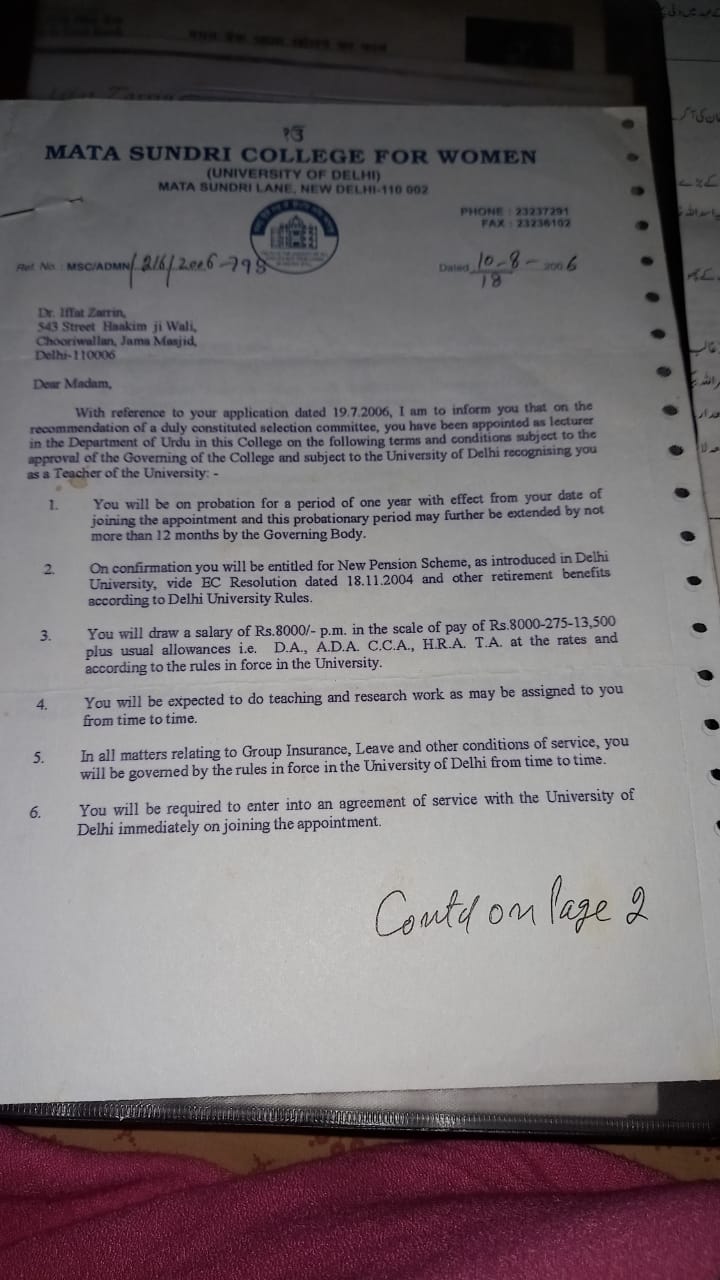 ੴ
MATA SUNDRI COLLEGE FOR WOMEN
(UNIVERSITY OF DELHI)
MATA SUNDRI LANE, NEW DELHI-110 002
PHONE : 23237291
FAX : 23236102
Ref. No. MSC/ADMN/216/2006-798
Dated 10-8-2006
18
Dr. Iffat Zarrin,
543 Street Haakim ji Wali,
Chooriwallan, Jama Masjid,
Delhi-110006
Dear Madam,
With reference to your application dated 19.7.2006, I am to inform you that on the
recommendation of a duly constituted selection committee, you have been appointed as lecturer
in the Department of Urdu in this College on the following terms and conditions subject to the
approval of the Governing of the College and subject to the University of Delhi recognising you
as a Teacher of the University: -
1. You will be on probation for a period of one year with effect from your date of
joining the appointment and this probationary period may further be extended by not
more than 12 months by the Governing Body.
2. On confirmation you will be entitled for New Pension Scheme, as introduced in Delhi
University, vide EC Resolution dated 18.11.2004 and other retirement benefits
according to Delhi University Rules.
3. You will draw a salary of Rs.8000/- p.m. in the scale of pay of Rs.8000-275-13,500
plus usual allowances i.e. D.A., A.D.A. C.C.A., H.R.A. T.A. at the rates and
according to the rules in force in the University.
4. You will be expected to do teaching and research work as may be assigned to you
from time to time.
5. In all matters relating to Group Insurance, Leave and other conditions of service, you
will be governed by the rules in force in the University of Delhi from time to time.
6. You will be required to enter into an agreement of service with the University of
Delhi immediately on joining the appointment.
Contd on Page 2